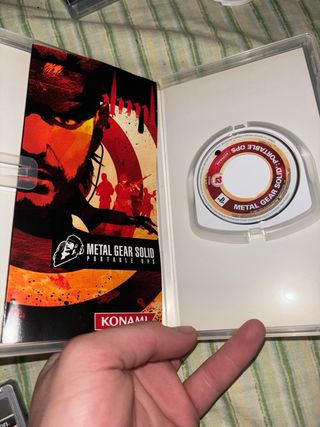 METAL GEAR SOLID
PORTABLE OPS
KONAMI
METAL GEAR SOLID: PORTABLE OPS